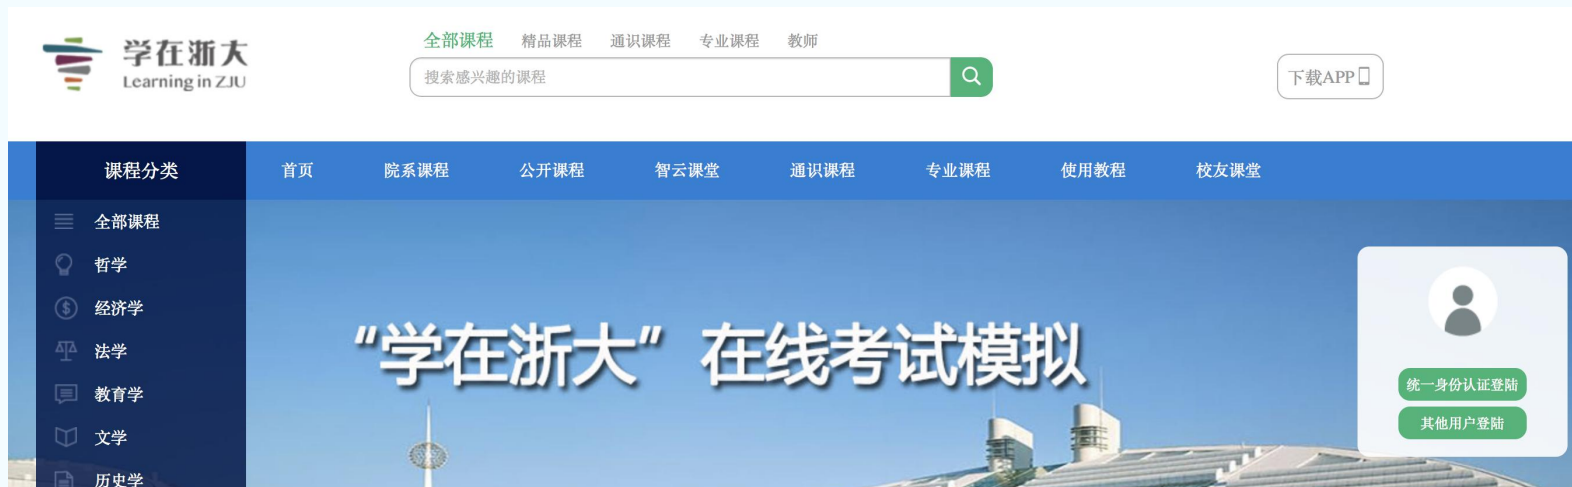 学在浙大
Learning in ZJU
全部课程 精品课程 通识课程 专业课程 教师
搜索感兴趣的课程
下载APP
课程分类 首页 院系课程 公开课程 智云课堂 通识课程 专业课程 使用教程 校友课堂
全部课程
哲学
经济学
法学
教育学
文学
历史学
“学在浙大”在线考试模拟
统一身份认证登陆
其他用户登陆